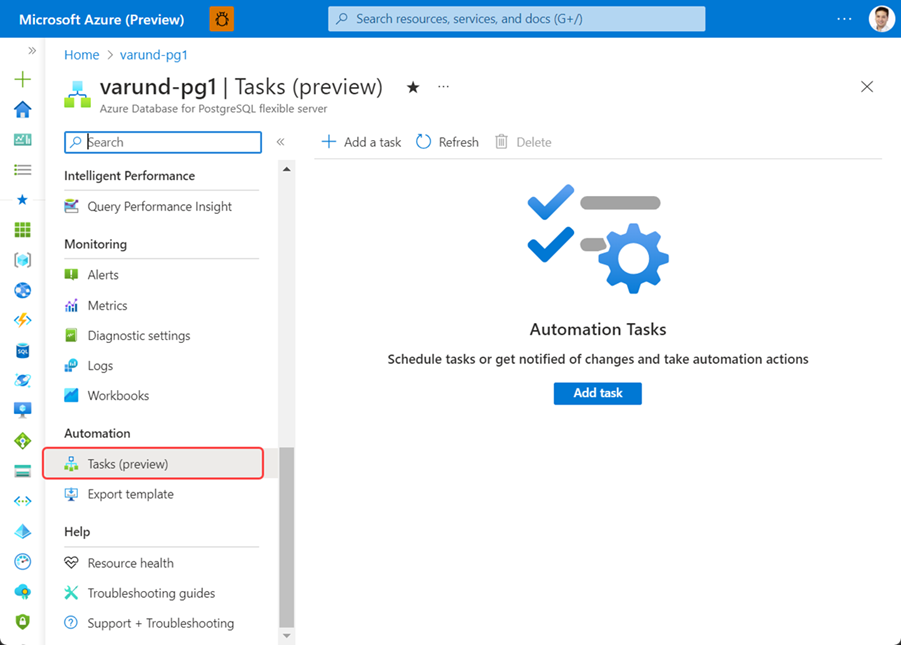 Microsoft Azure (Preview)
Search resources, services, and docs (G+/)
···
Home > varund-pg1
varund-pg1 | Tasks (preview)
···
Azure Database for PostgreSQL flexible server
Search
Add a task
Refresh
Delete
Intelligent Performance
Query Performance Insight
Monitoring
Alerts
Metrics
Diagnostic settings
Logs
Workbooks
Automation
Tasks (preview)
Export template
Help
Resource health
Troubleshooting guides
Support + Troubleshooting
SQL
Automation Tasks
Schedule tasks or get notified of changes and take automation actions
Add task